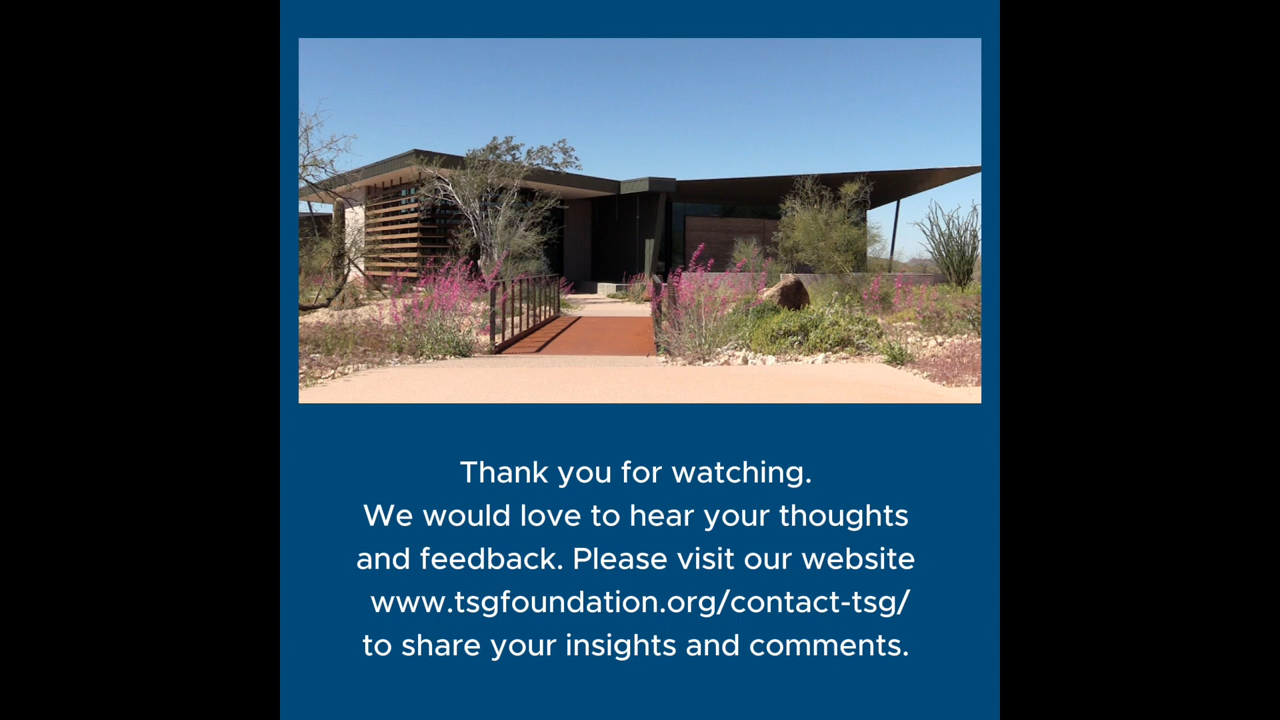 Thank you for watching.
We would love to hear your thoughts
and feedback. Please visit our website
www.tsgfoundation.org/contact-tsg/
to share your insights and comments.